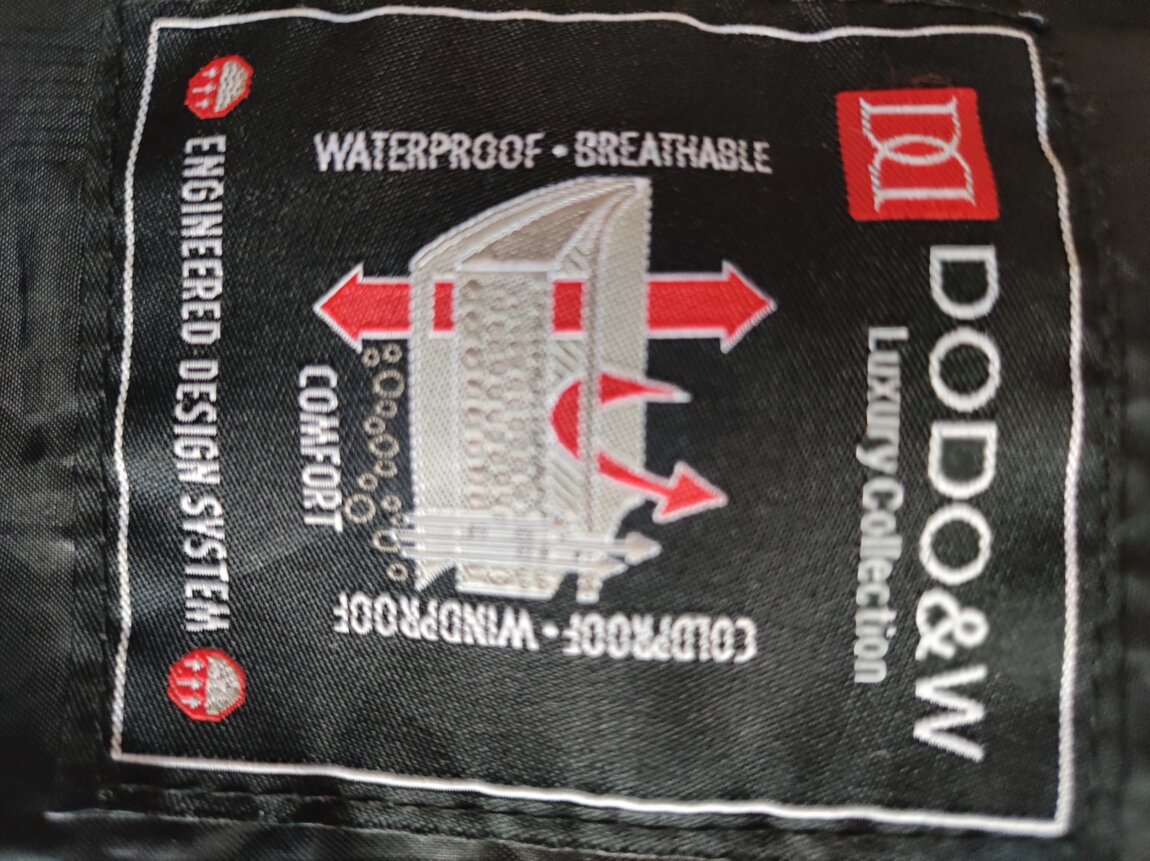 DODO&W
Luxury Collection
WATERPROOF • BREATHABLE
COLDPROOF • WINDPROOF
COMFORT
ENGINEERED DESIGN SYSTEM